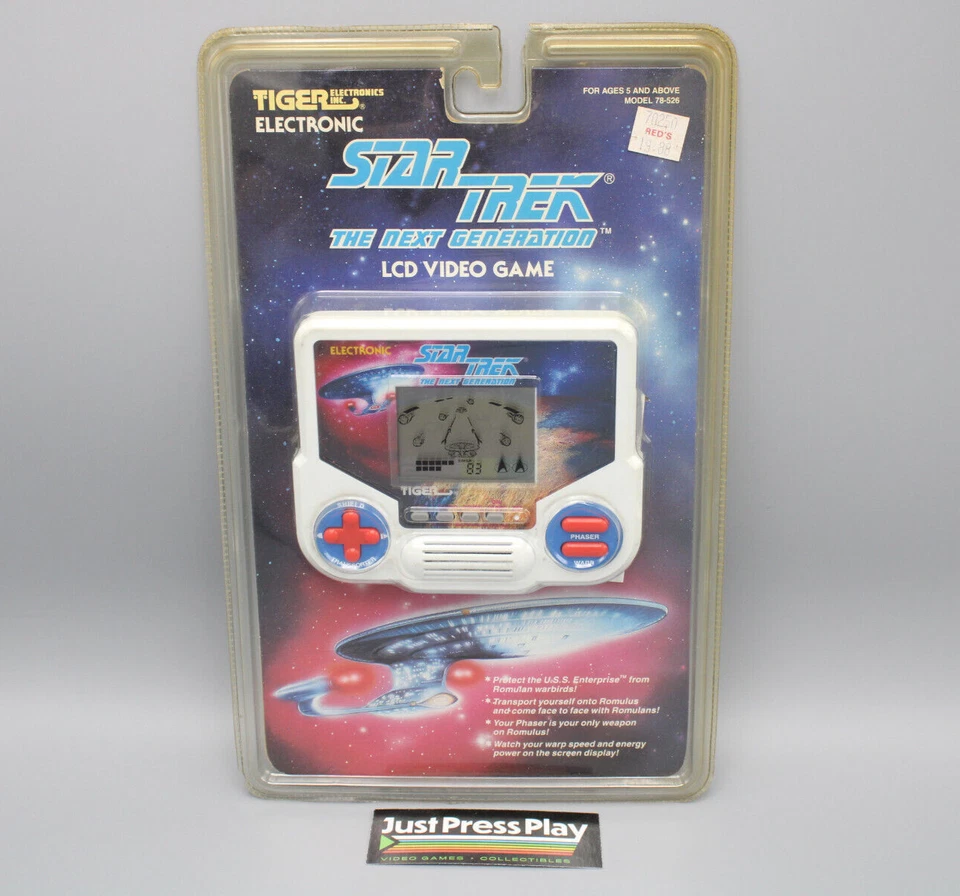 TIGER ELECTRONICS INC.®
ELECTRONIC
FOR AGES 5 AND ABOVE
MODEL 78-526
RED'S
STAR TREK®
THE NEXT GENERATION™
LCD VIDEO GAME
ELECTRONIC
STAR TREK
THE NEXT GENERATION
83
TIGER
SHIELD
TRANSPORTER
PHASER
WARP
* Protect the U.S.S. Enterprise™ from
Romulan warbirds!
* Transport yourself onto Romulus
and come face to face with Romulans!
* Your Phaser is your only weapon
on Romulus!
* Watch your warp speed and energy
power on the screen display!
Just Press Play
VIDEO GAMES • COLLECTIBLES